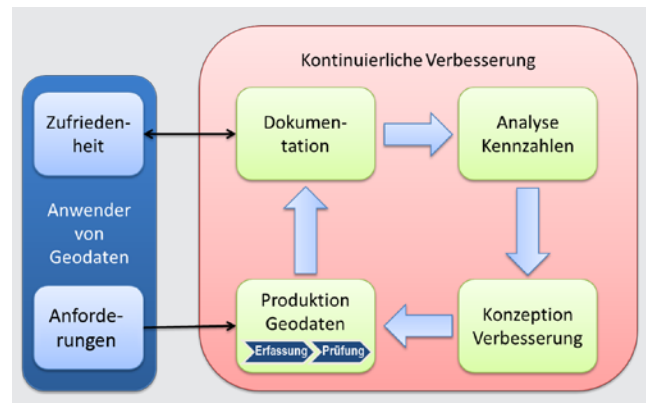 Kontinuierliche Verbesserung
Zufrieden-
heit
Anwender
von
Geodaten
Anforde-
rungen
Dokumen-
tation
Analyse
Kennzahlen
Produktion
Geodaten
Erfassung Prüfung
Konzeption
Verbesserung